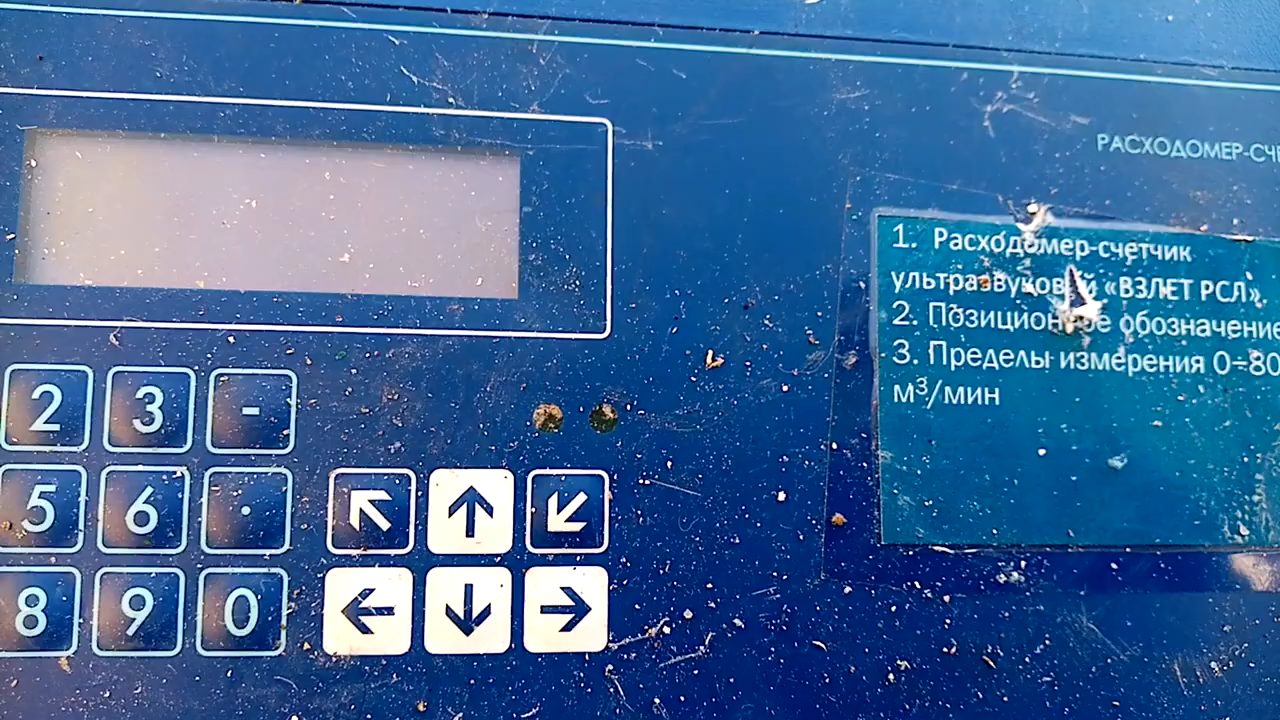 РАСХОДОМЕР-СЧЕ
1. Расходомер-счетчик
ультразвуковой «ВЗЛЕТ РСЛ».
2. Позиционное обозначение
3. Пределы измерения 0÷80
м³/мин
2 3 -
5 6 ·
8 9 0